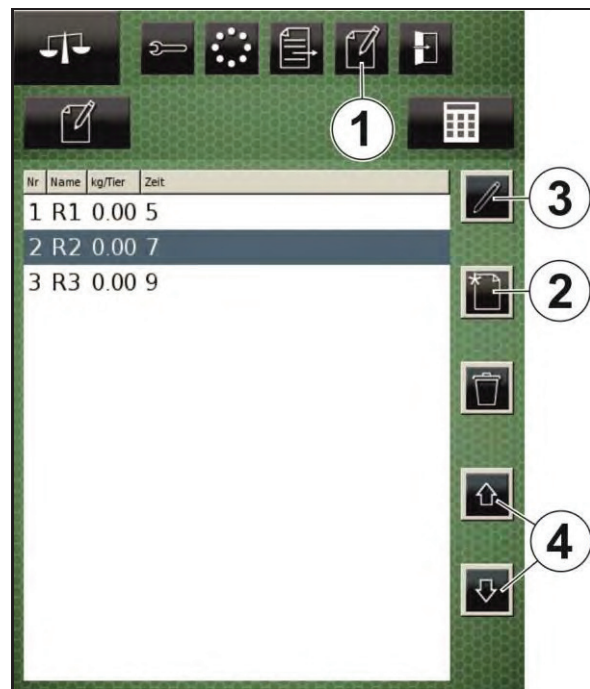 1
Nr Name kg/Tier Zeit
1 R1 0.00 5
2 R2 0.00 7
3 R3 0.00 9
3
2
4